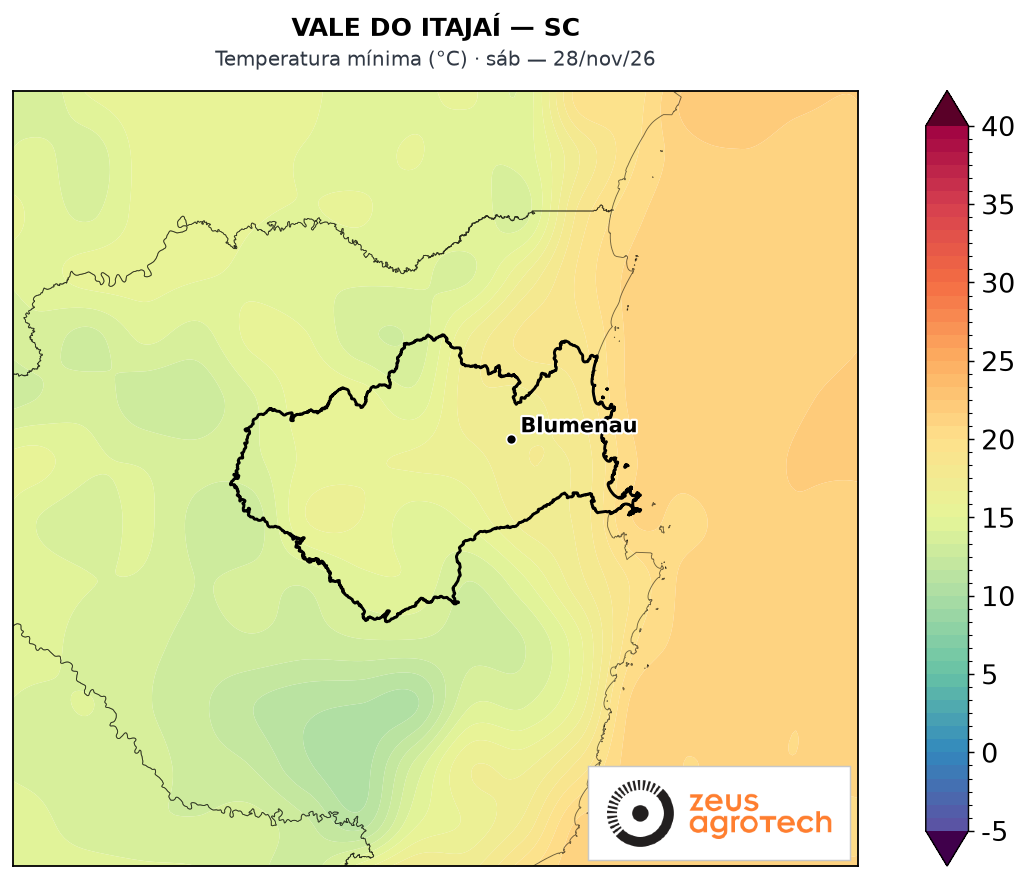 VALE DO ITAJAÍ — SC
Temperatura mínima (°C) · sáb — 28/nov/26
Blumenau
40
35
30
25
20
15
10
5
0
-5
zeus
agrotech